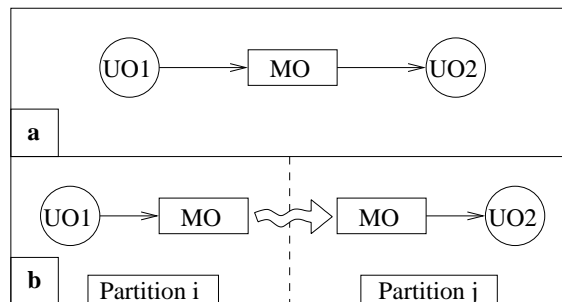 UO1 MO UO2
a
UO1 MO MO UO2
b
Partition i Partition j